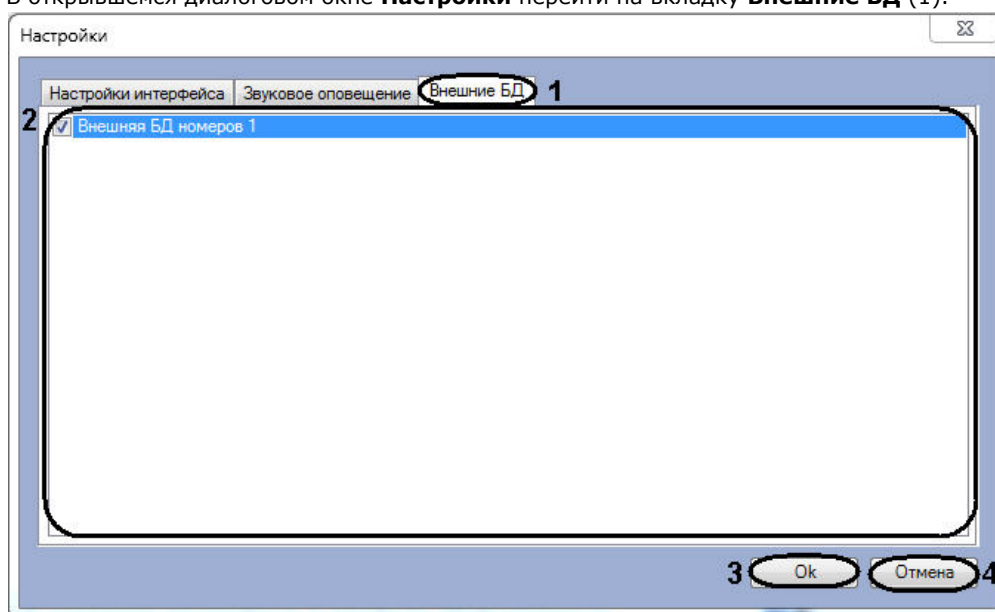 В открывшемся диалоговом окне Настройки перейти на вкладку Внешние БД (1).
Настройки
Настройки интерфейса Звуковое оповещение Внешние БД 1
2 Внешняя БД номеров 1
3 Ok Отмена 4